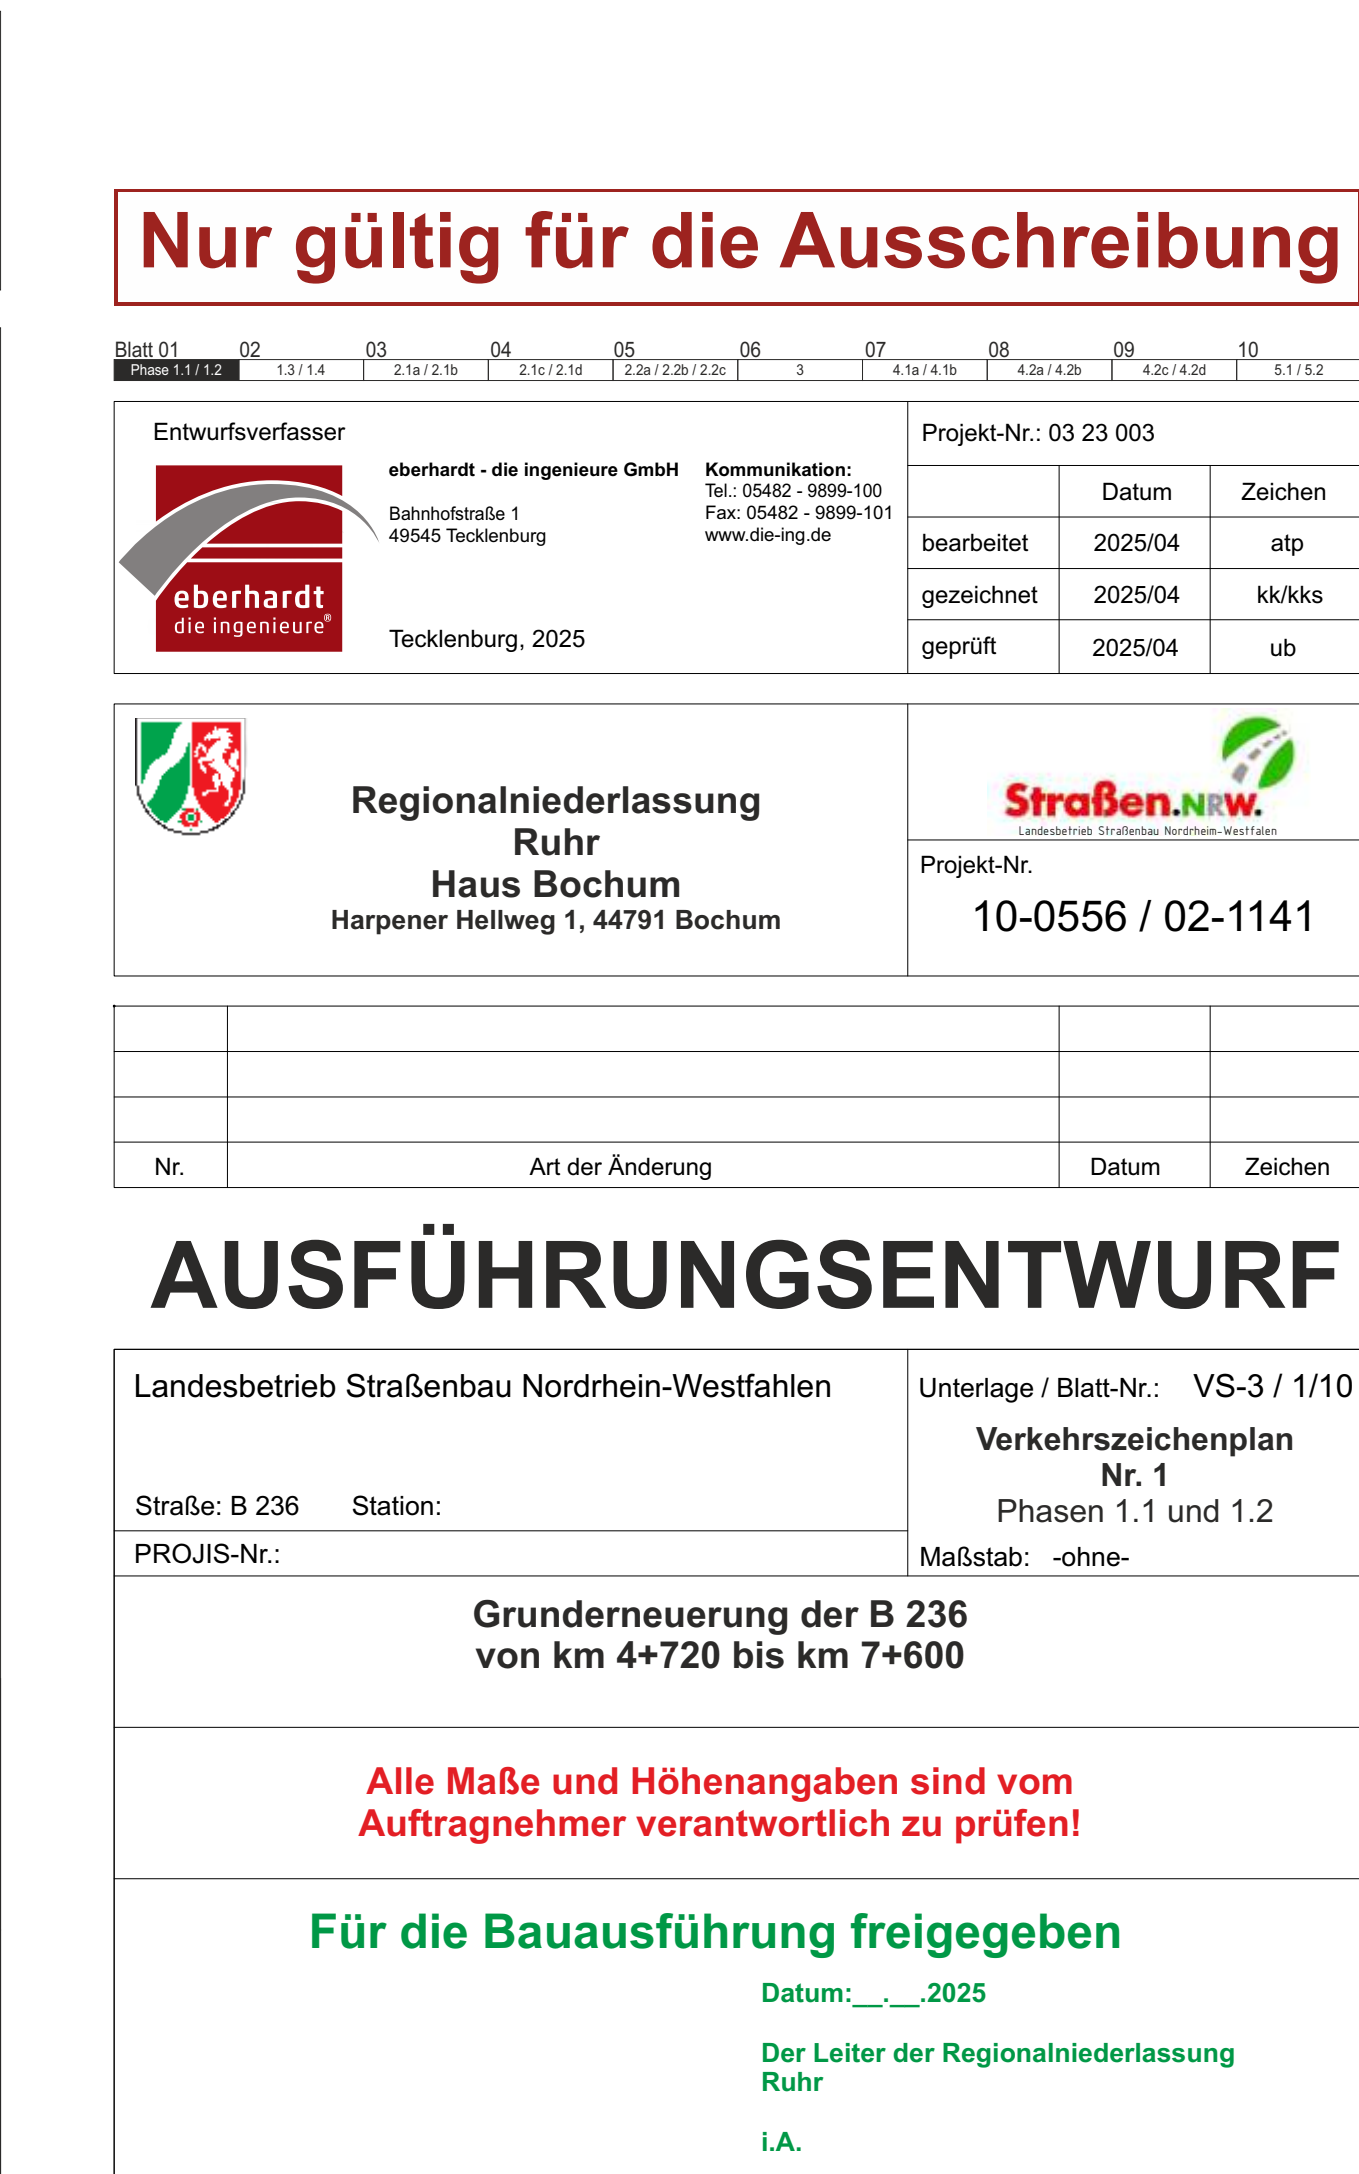 Nur gültig für die Ausschreibung
Blatt 01 02 03 04 05 06 07 08 09 10
Phase 1.1 / 1.2 1.3 / 1.4 2.1a / 2.1b 2.1c / 2.1d 2.2a / 2.2b / 2.2c 3 4.1a / 4.1b 4.2a / 4.2b 4.2c / 4.2d 5.1 / 5.2
Entwurfsverfasser
eberhardt
die ingenieure®
eberhardt - die ingenieure GmbH
Bahnhofstraße 1
49545 Tecklenburg
Tecklenburg, 2025
Kommunikation:
Tel.: 05482 - 9899-100
Fax: 05482 - 9899-101
www.die-ing.de
Projekt-Nr.: 03 23 003
Datum Zeichen
bearbeitet 2025/04 atp
gezeichnet 2025/04 kk/kks
geprüft 2025/04 ub
Regionalniederlassung
Ruhr
Haus Bochum
Harpener Hellweg 1, 44791 Bochum
Straßen.NRW.
Landesbetrieb Straßenbau Nordrhein-Westfalen
Projekt-Nr.
10-0556 / 02-1141
Nr. Art der Änderung Datum Zeichen
AUSFÜHRUNGSENTWURF
Landesbetrieb Straßenbau Nordrhein-Westfahlen
Straße: B 236 Station:
PROJIS-Nr.:
Unterlage / Blatt-Nr.: VS-3 / 1/10
Verkehrszeichenplan
Nr. 1
Phasen 1.1 und 1.2
Maßstab: -ohne-
Grunderneuerung der B 236
von km 4+720 bis km 7+600
Alle Maße und Höhenangaben sind vom
Auftragnehmer verantwortlich zu prüfen!
Für die Bauausführung freigegeben
Datum:__.__.2025
Der Leiter der Regionalniederlassung
Ruhr
i.A.